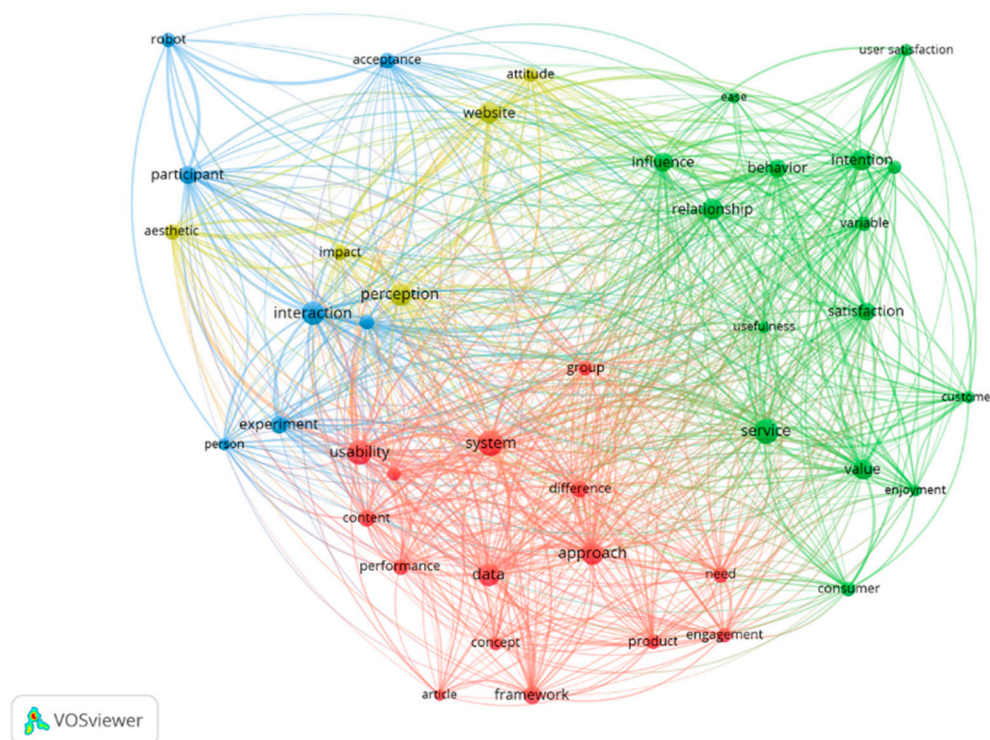 robot
acceptance
user satisfaction
attitude
ease
website
influence
behavior
intention
participant
relationship
variable
aesthetic
impact
perception
interaction
satisfaction
usefulness
group
custome
experiment
person
usability
system
service
value
difference
enjoyment
content
approach
performance
data
need
consumer
concept
product
engagement
article
framework
VOSviewer